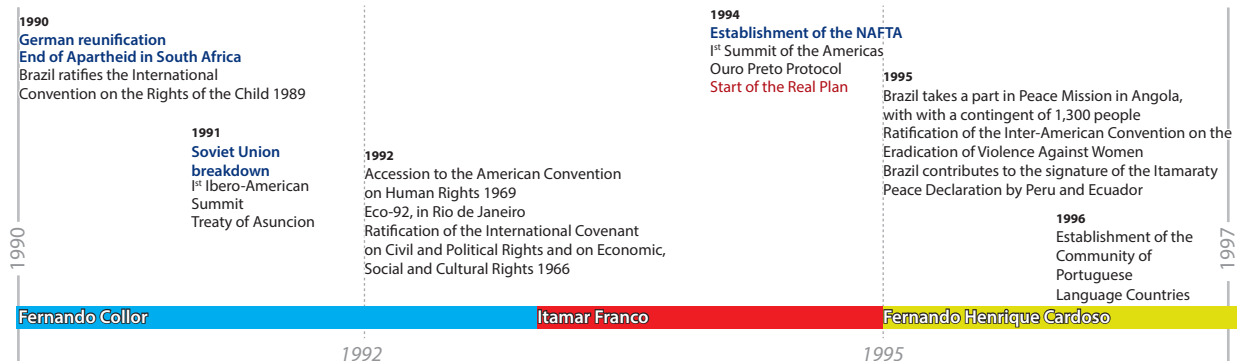 1990
German reunification
End of Apartheid in South Africa
Brazil ratifies the International
Convention on the Rights of the Child 1989
1991
Soviet Union
breakdown
Ist Ibero-American
Summit
Treaty of Asuncion
1992
Accession to the American Convention
on Human Rights 1969
Eco-92, in Rio de Janeiro
Ratification of the International Covenant
on Civil and Political Rights and on Economic,
Social and Cultural Rights 1966
1994
Establishment of the NAFTA
Ist Summit of the Americas
Ouro Preto Protocol
Start of the Real Plan
1995
Brazil takes a part in Peace Mission in Angola,
with with a contingent of 1,300 people
Ratification of the Inter-American Convention on the
Eradication of Violence Against Women
Brazil contributes to the signature of the Itamaraty
Peace Declaration by Peru and Ecuador
1996
Establishment of the
Community of
Portuguese
Language Countries
1990
1997
Fernando Collor
Itamar Franco
Fernando Henrique Cardoso
1992
1995